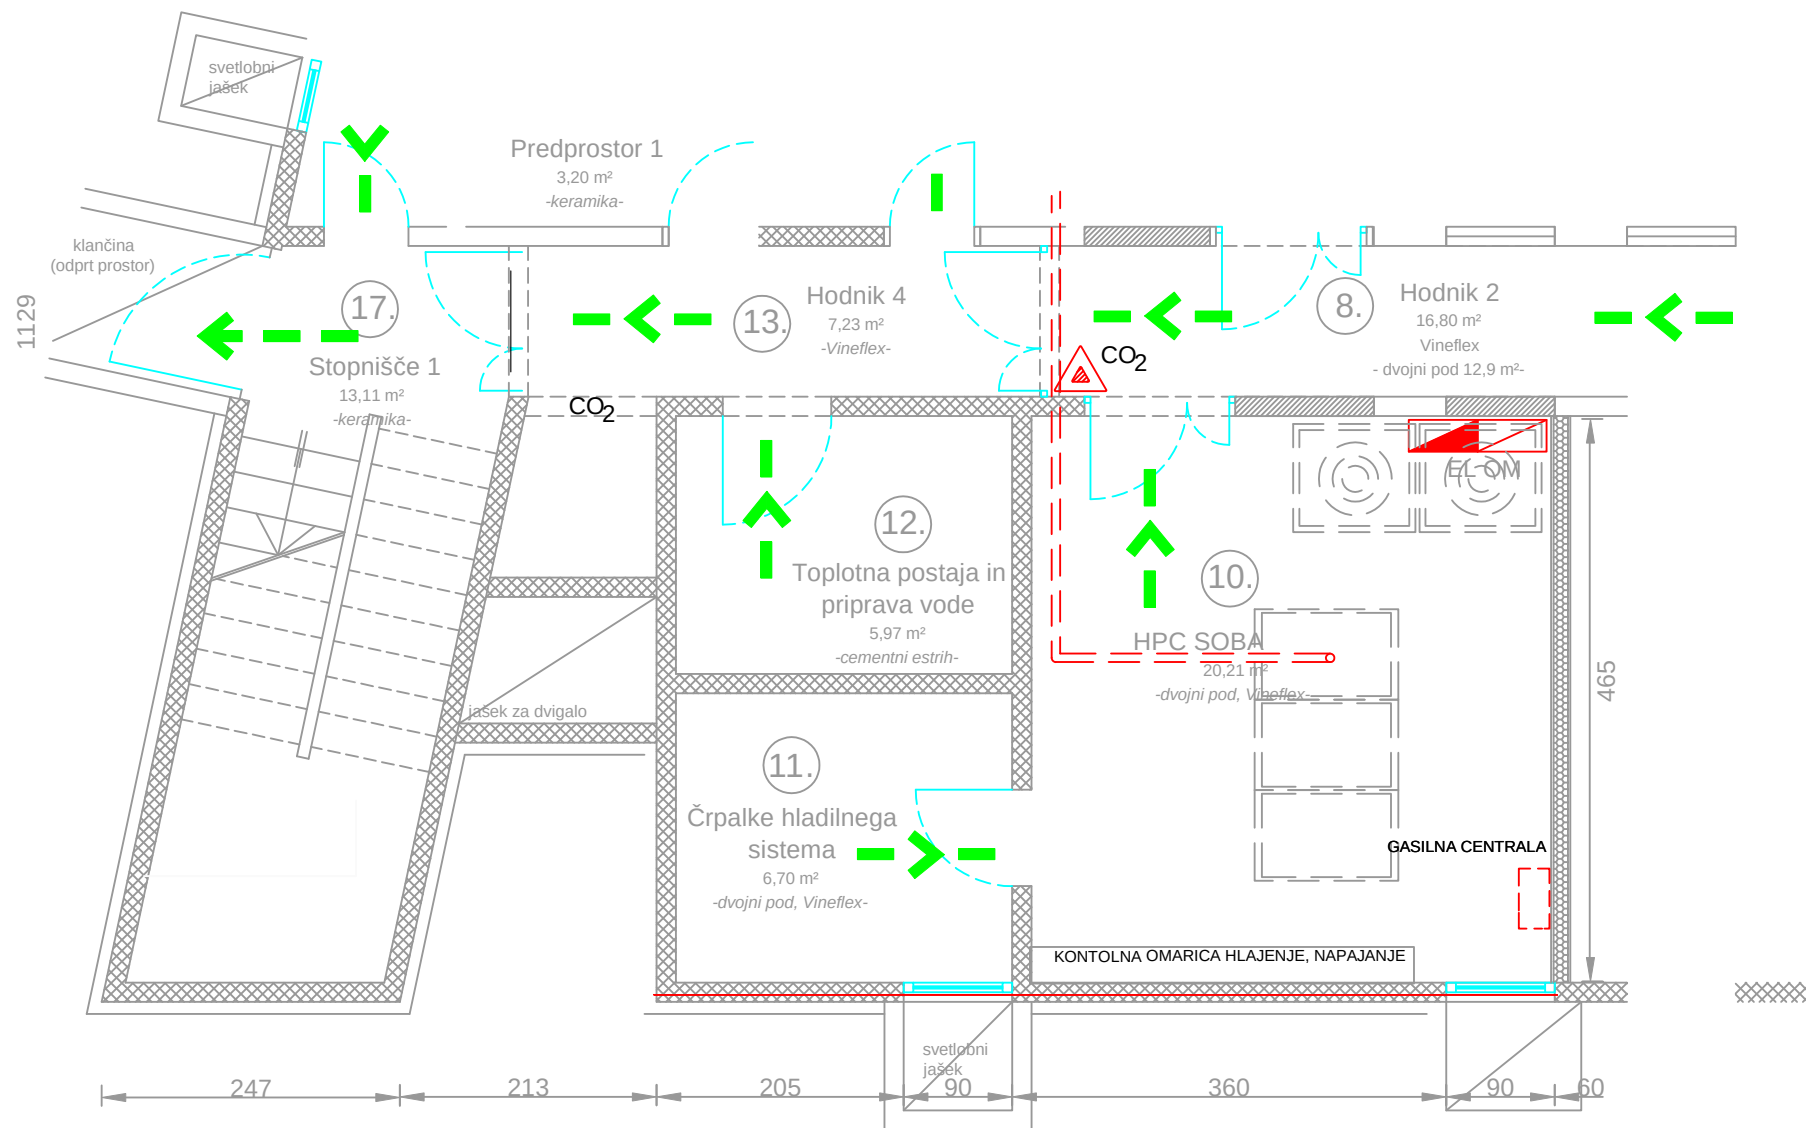 svetlobni
jašek
Predprostor 1
3,20 m²
-keramika-
klančina
(odprt prostor)
1129
17.
Stopnišče 1
13,11 m²
-keramika-
13.
Hodnik 4
7,23 m²
-Vineflex-
8.
Hodnik 2
16,80 m²
Vineflex
- dvojni pod 12,9 m²-
CO2
CO2
EL OM
12.
Toplotna postaja in
priprava vode
5,97 m²
-cementni estrih-
10.
HPC SOBA
20,21 m²
-dvojni pod, Vineflex-
465
jašek za dvigalo
11.
Črpalke hladilnega
sistema
6,70 m²
-dvojni pod, Vineflex-
GASILNA CENTRALA
KONTOLNA OMARICA HLAJENJE, NAPAJANJE
svetlobni
jašek
247 213 205 90 360 90 60